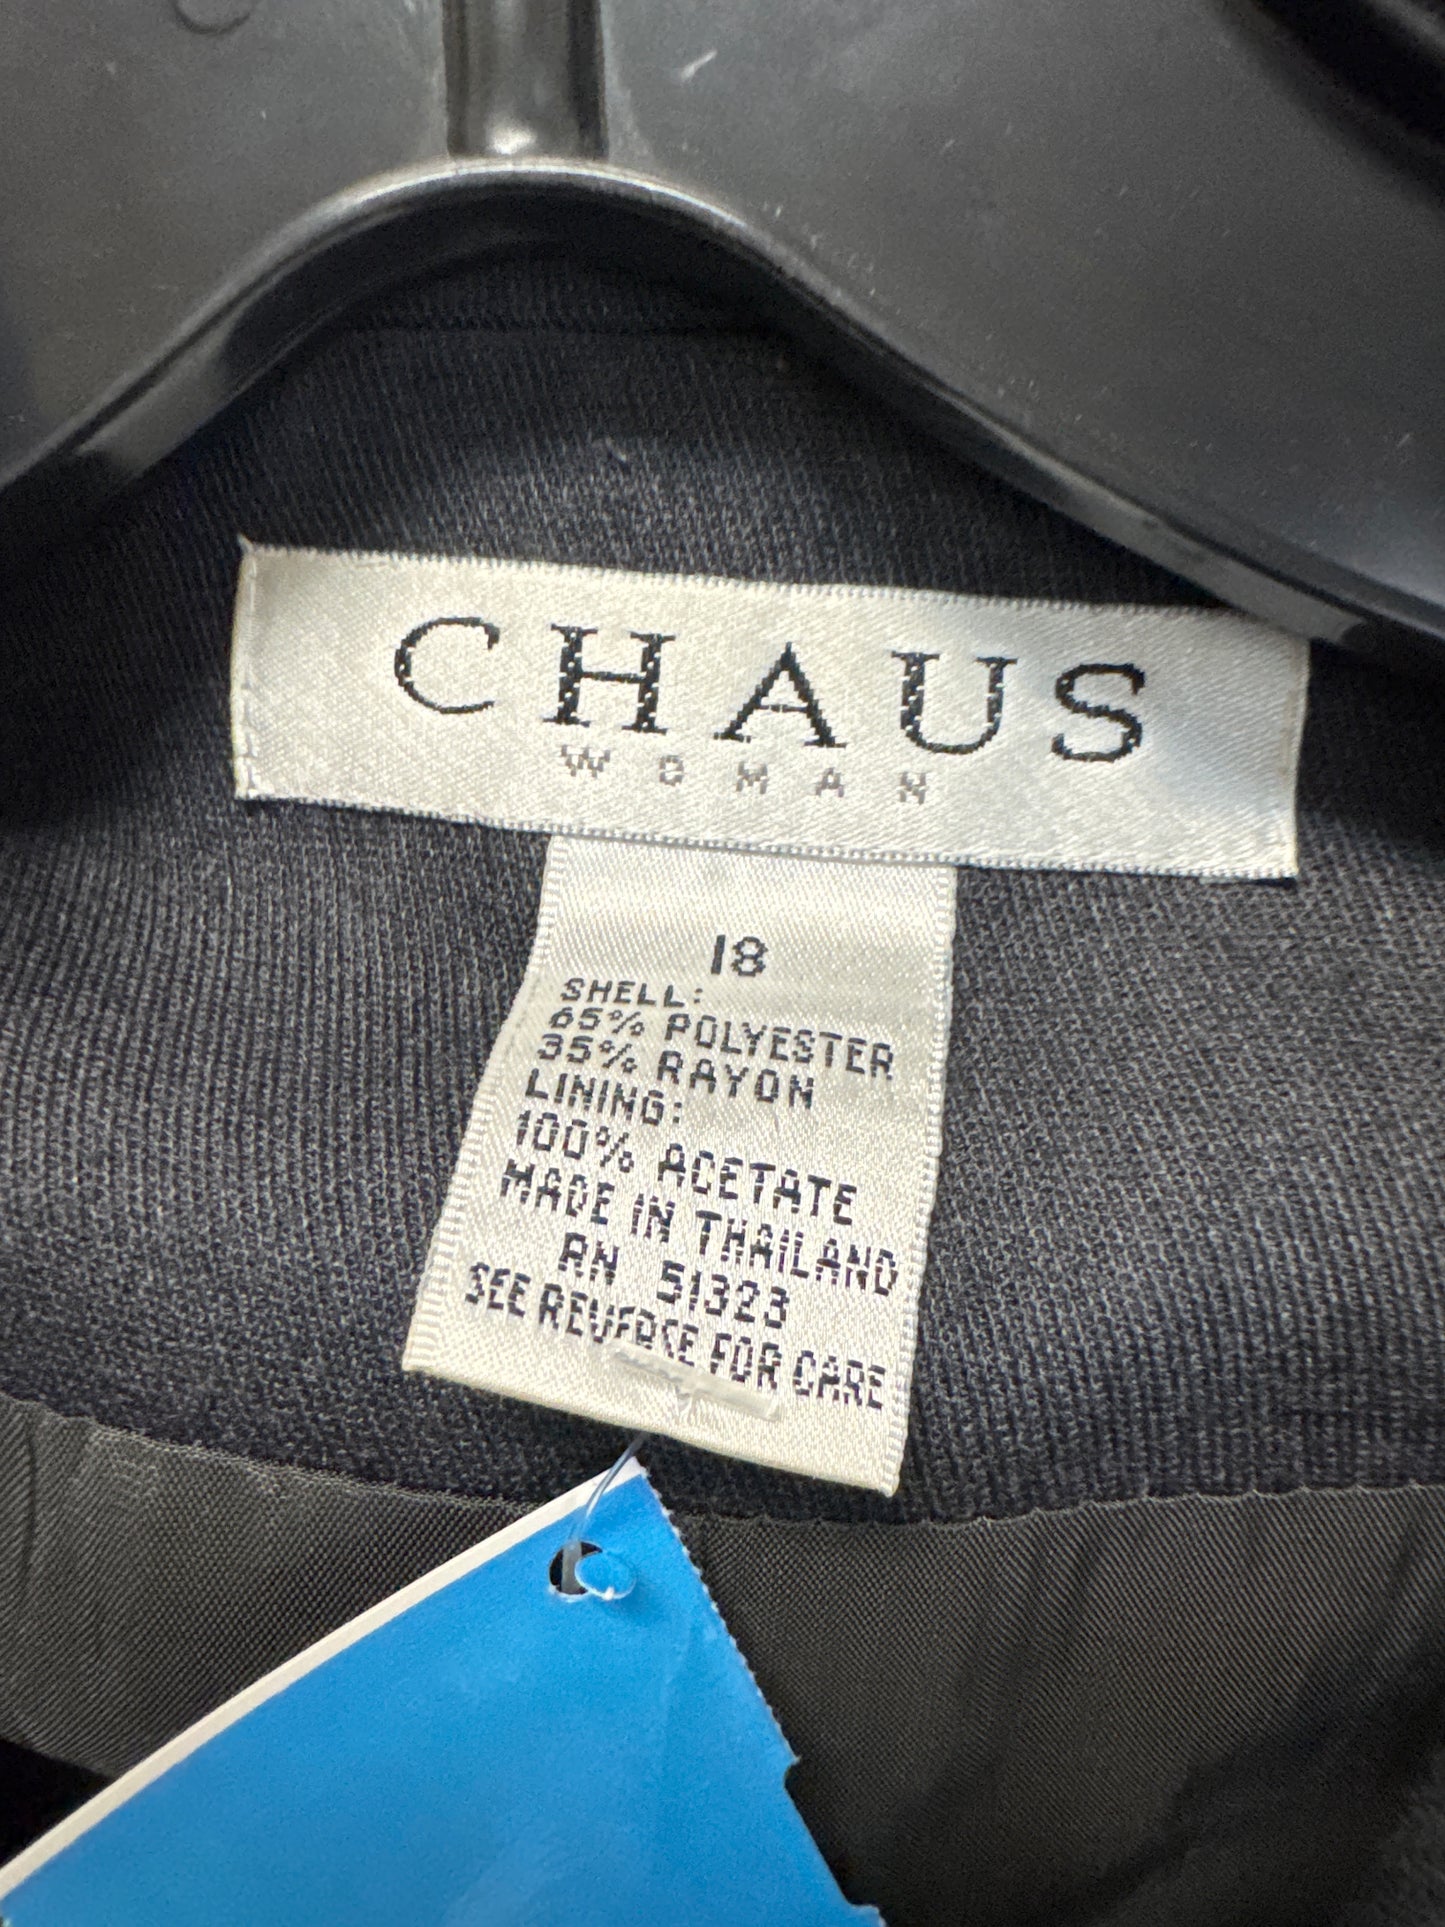 CHAUS
WOMAN
18
SHELL:
65% POLYESTER
35% RAYON
LINING:
100% ACETATE
MADE IN THAILAND
RN 51323
SEE REVERSE FOR CARE